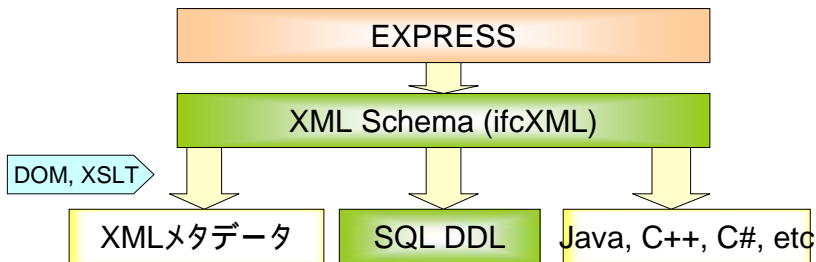 EXPRESS
XML Schema (ifcXML)
DOM, XSLT
XMLメタデータ
SQL DDL
Java, C++, C#, etc